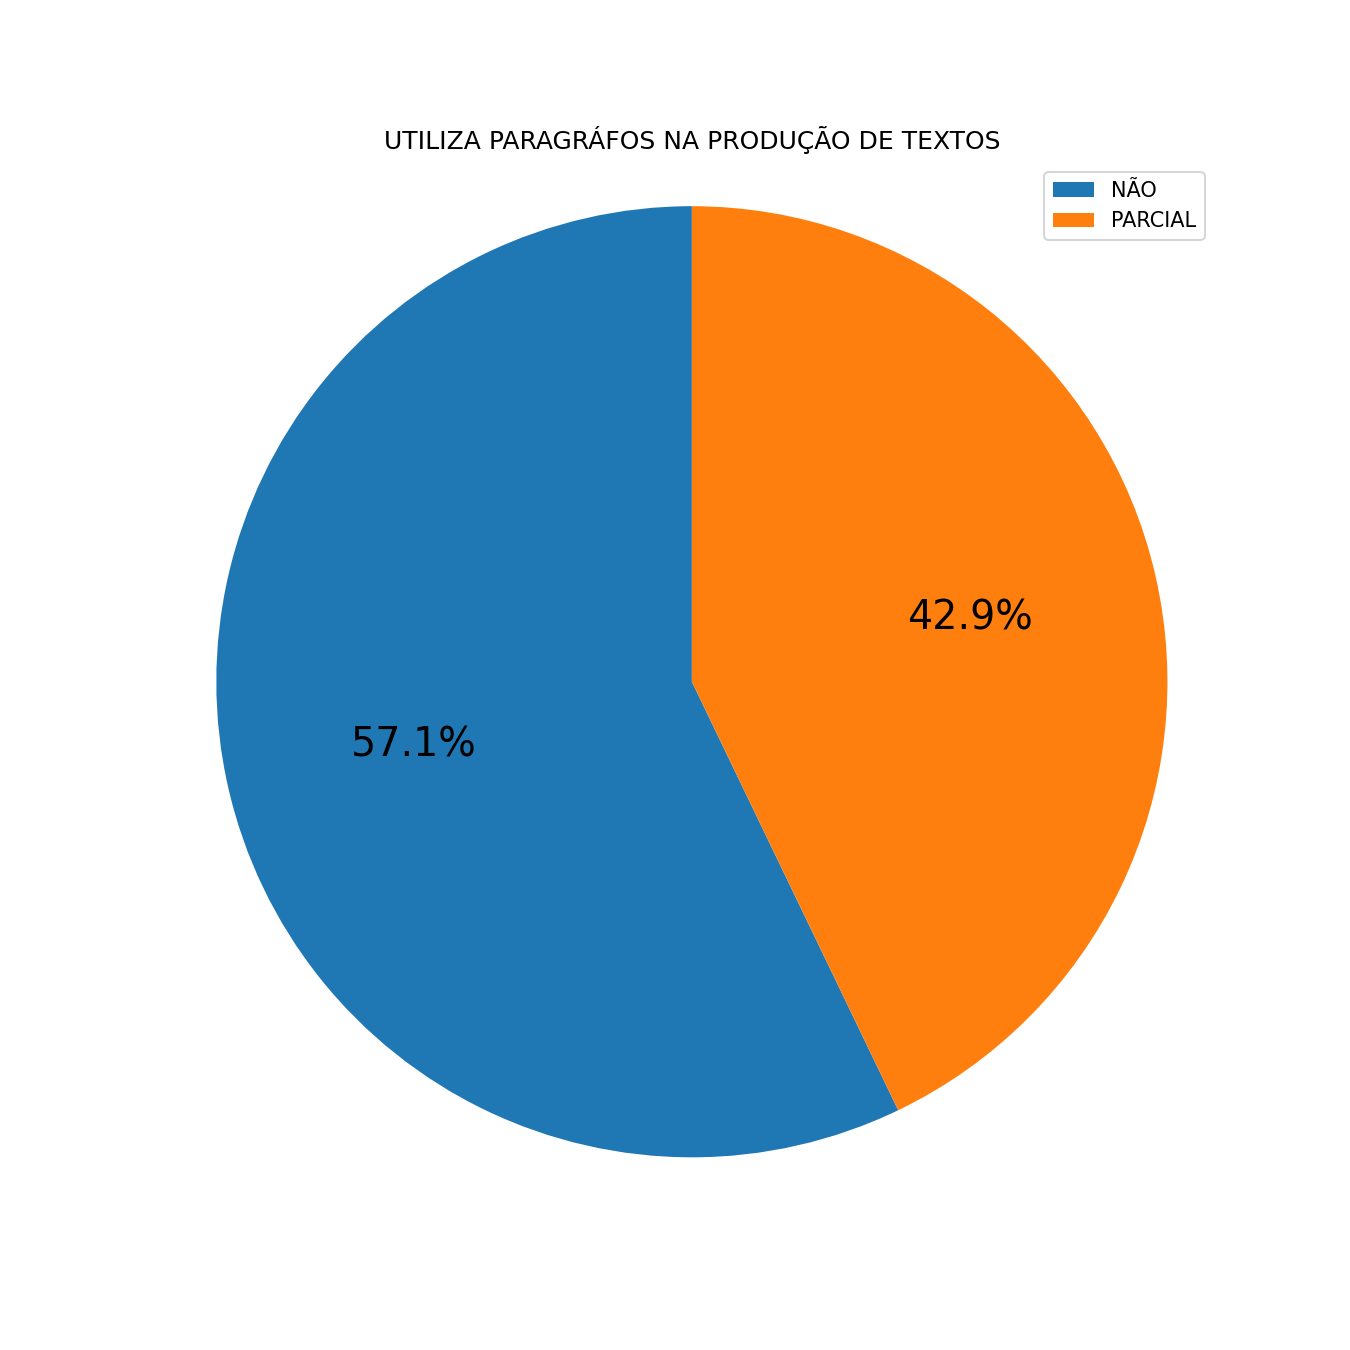 UTILIZA PARAGRÁFOS NA PRODUÇÃO DE TEXTOS
NÃO
PARCIAL
42.9%
57.1%